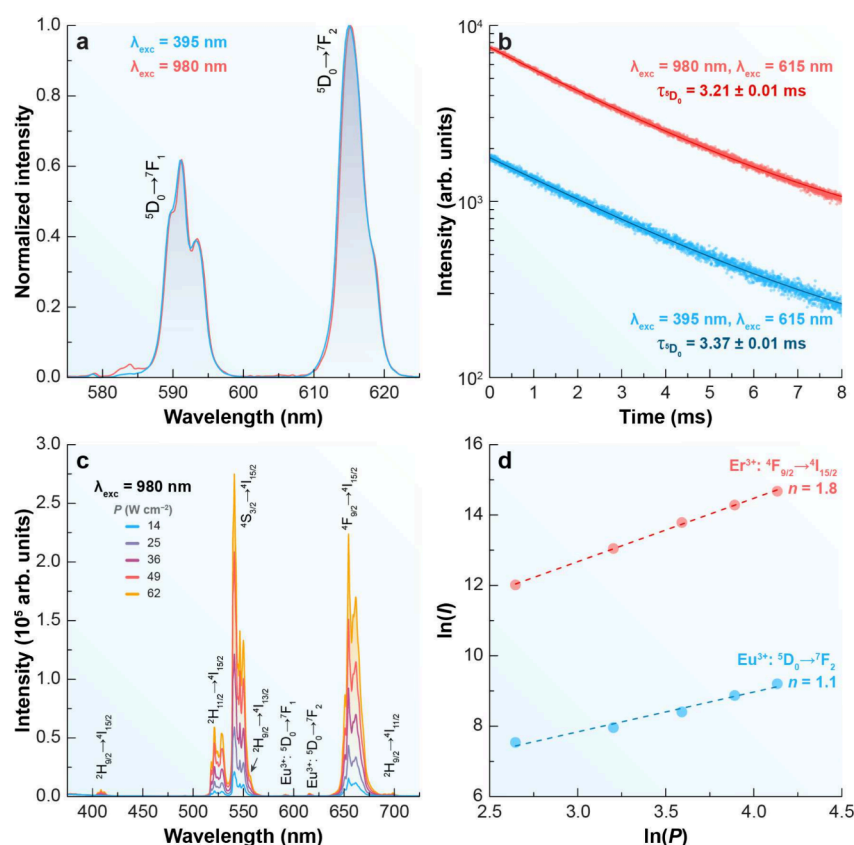 a
λexc = 395 nm
λexc = 980 nm
⁵D₀→⁷F₁
⁵D₀→⁷F₂
Normalized intensity
1.0
0.8
0.6
0.4
0.2
0.0
580
590
600
610
620
Wavelength (nm)
b
λexc = 980 nm, λexc = 615 nm
τ⁵D₀ = 3.21 ± 0.01 ms
λexc = 395 nm, λexc = 615 nm
τ⁵D₀ = 3.37 ± 0.01 ms
Intensity (arb. units)
10⁴
10³
10²
0
1
2
3
4
5
6
7
8
Time (ms)
c
λexc = 980 nm
P (W cm⁻²)
14
25
36
49
62
²H₉/₂→⁴I₁₅/₂
²H₁₁/₂→⁴I₁₅/₂
⁴S₃/₂→⁴I₁₅/₂
²H₉/₂→⁴I₁₃/₂
Eu³⁺: ⁵D₀→⁷F₁
Eu³⁺: ⁵D₀→⁷F₂
⁴F₉/₂→⁴I₁₅/₂
²H₉/₂→⁴I₁₁/₂
Intensity (10⁵ arb. units)
3.0
2.5
2.0
1.5
1.0
0.5
0.0
400
450
500
550
600
650
700
Wavelength (nm)
d
Er³⁺: ⁴F₉/₂→⁴I₁₅/₂
n = 1.8
Eu³⁺: ⁵D₀→⁷F₂
n = 1.1
ln(I)
18
16
14
12
10
8
6
2.5
3.0
3.5
4.0
4.5
ln(P)